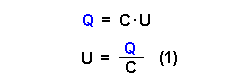 Q = C·U
U = Q/C (1)